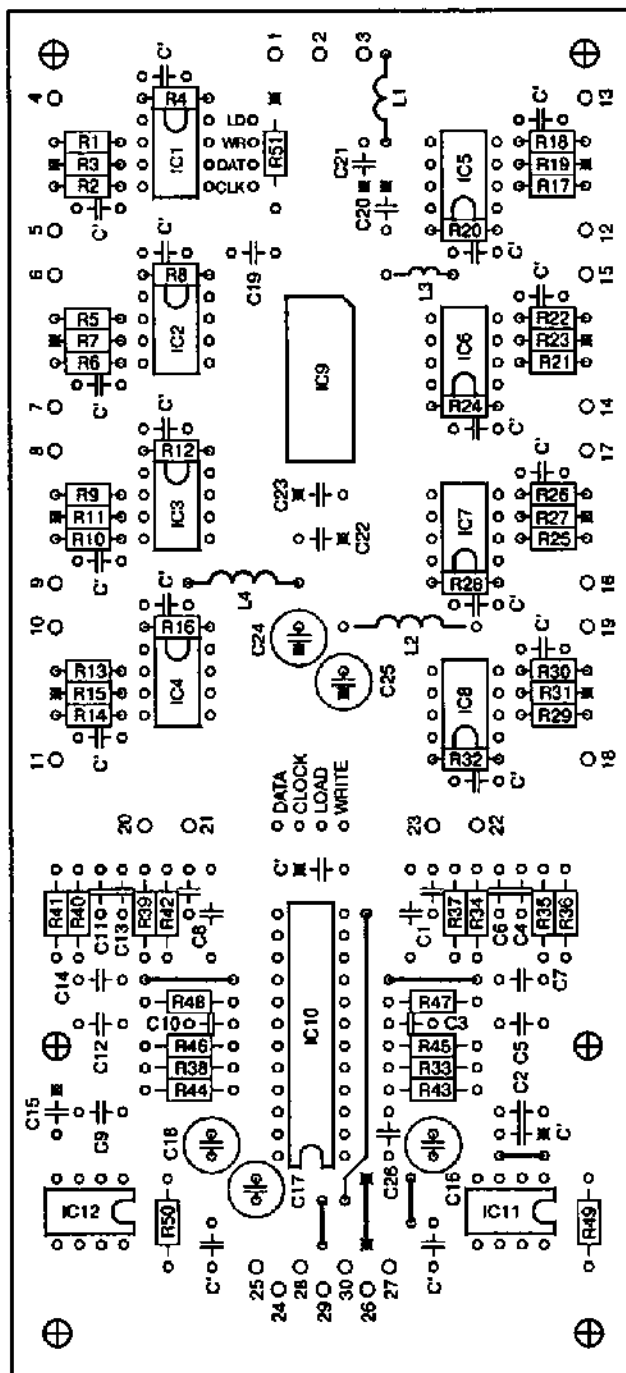 1
2
3
4
C'
R4
R1
R3
R2
IC1
LD
WR
DAT
CLK
R51
L1
C21
C20
C'
5
C'
13
R18
R19
R17
IC5
R20
C'
12
6
C'
R8
C19
L3
15
C'
R5
R7
R6
IC2
IC9
IC6
R22
R23
R21
C'
7
R24
C'
14
8
C'
R12
17
C'
R9
R11
R10
IC3
C23
C22
IC7
R26
R27
R25
C'
9
C'
L4
R28
C'
16
10
R16
C24
L2
19
C'
R13
R15
R14
IC4
C25
IC8
R30
R31
R29
C'
11
R32
C'
18
20
21
DATA
CLOCK
LOAD
WRITE
23
22
C'
R41
R40
C11
C13
R39
R42
C8
C1
R37
R34
C6
C4
R35
R36
C14
C7
R48
R47
C12
C10
IC10
C3
C5
R46
R38
R44
R45
R33
R43
C15
C9
C18
C2
C'
C17
C26
C16
IC12
R50
IC11
R49
C'
25
24
28
29
30
26
27
C'